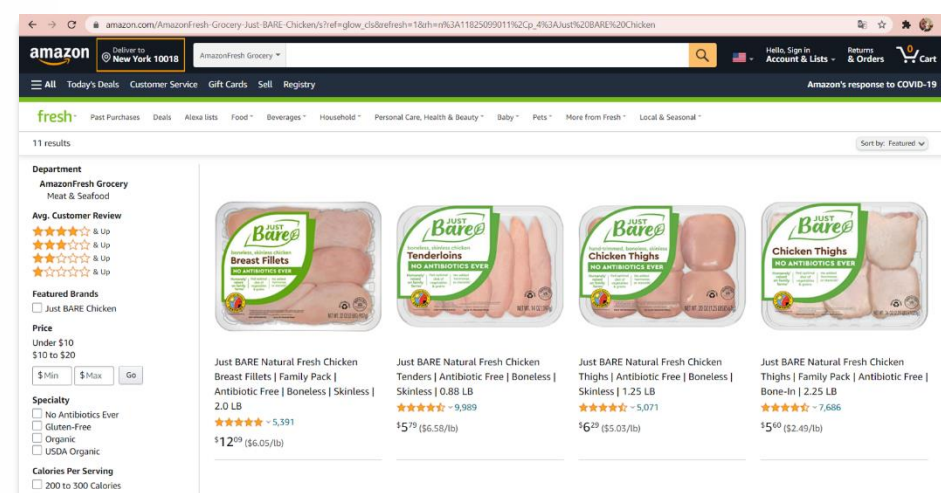 amazon.com/AmazonFresh-Grocery-Just-BARE-Chicken/s?ref=glow_cls&refresh=1&rh=n%3A11825099011%2Cp_4%3AJust%20BARE%20Chicken
amazon
Deliver to
New York 10018
AmazonFresh Grocery
Hello, Sign in
Account & Lists
Returns
& Orders
0
Cart
All Today's Deals Customer Service Gift Cards Sell Registry
Amazon's response to COVID-19
fresh Past Purchases Deals Alexa lists Food Beverages Household Personal Care, Health & Beauty Baby Pets More from Fresh Local & Seasonal
11 results
Sort by: Featured
Department
AmazonFresh Grocery
Meat & Seafood
Avg. Customer Review
& Up
& Up
& Up
& Up
Featured Brands
Just BARE Chicken
Price
Under $10
$10 to $20
$ Min $ Max Go
Specialty
No Antibiotics Ever
Gluten-Free
Organic
USDA Organic
Calories Per Serving
200 to 300 Calories
JUST
Bare
boneless, skinless chicken
Breast Fillets
NO ANTIBIOTICS EVER
Just BARE Natural Fresh Chicken
Breast Fillets | Family Pack |
Antibiotic Free | Boneless | Skinless |
2.0 LB
5,391
$12 09 ($6.05/lb)
JUST
Bare
boneless, skinless chicken
Tenderloins
NO ANTIBIOTICS EVER
Just BARE Natural Fresh Chicken
Tenders | Antibiotic Free | Boneless |
Skinless | 0.88 LB
9,989
$5 79 ($6.58/lb)
JUST
Bare
hand-trimmed, boneless, skinless
Chicken Thighs
NO ANTIBIOTICS EVER
Just BARE Natural Fresh Chicken
Thighs | Antibiotic Free | Boneless |
Skinless | 1.25 LB
5,071
$6 29 ($5.03/lb)
JUST
Bare
Chicken Thighs
NO ANTIBIOTICS EVER
Just BARE Natural Fresh Chicken
Thighs | Family Pack | Antibiotic Free |
Bone-In | 2.25 LB
7,686
$5 60 ($2.49/lb)